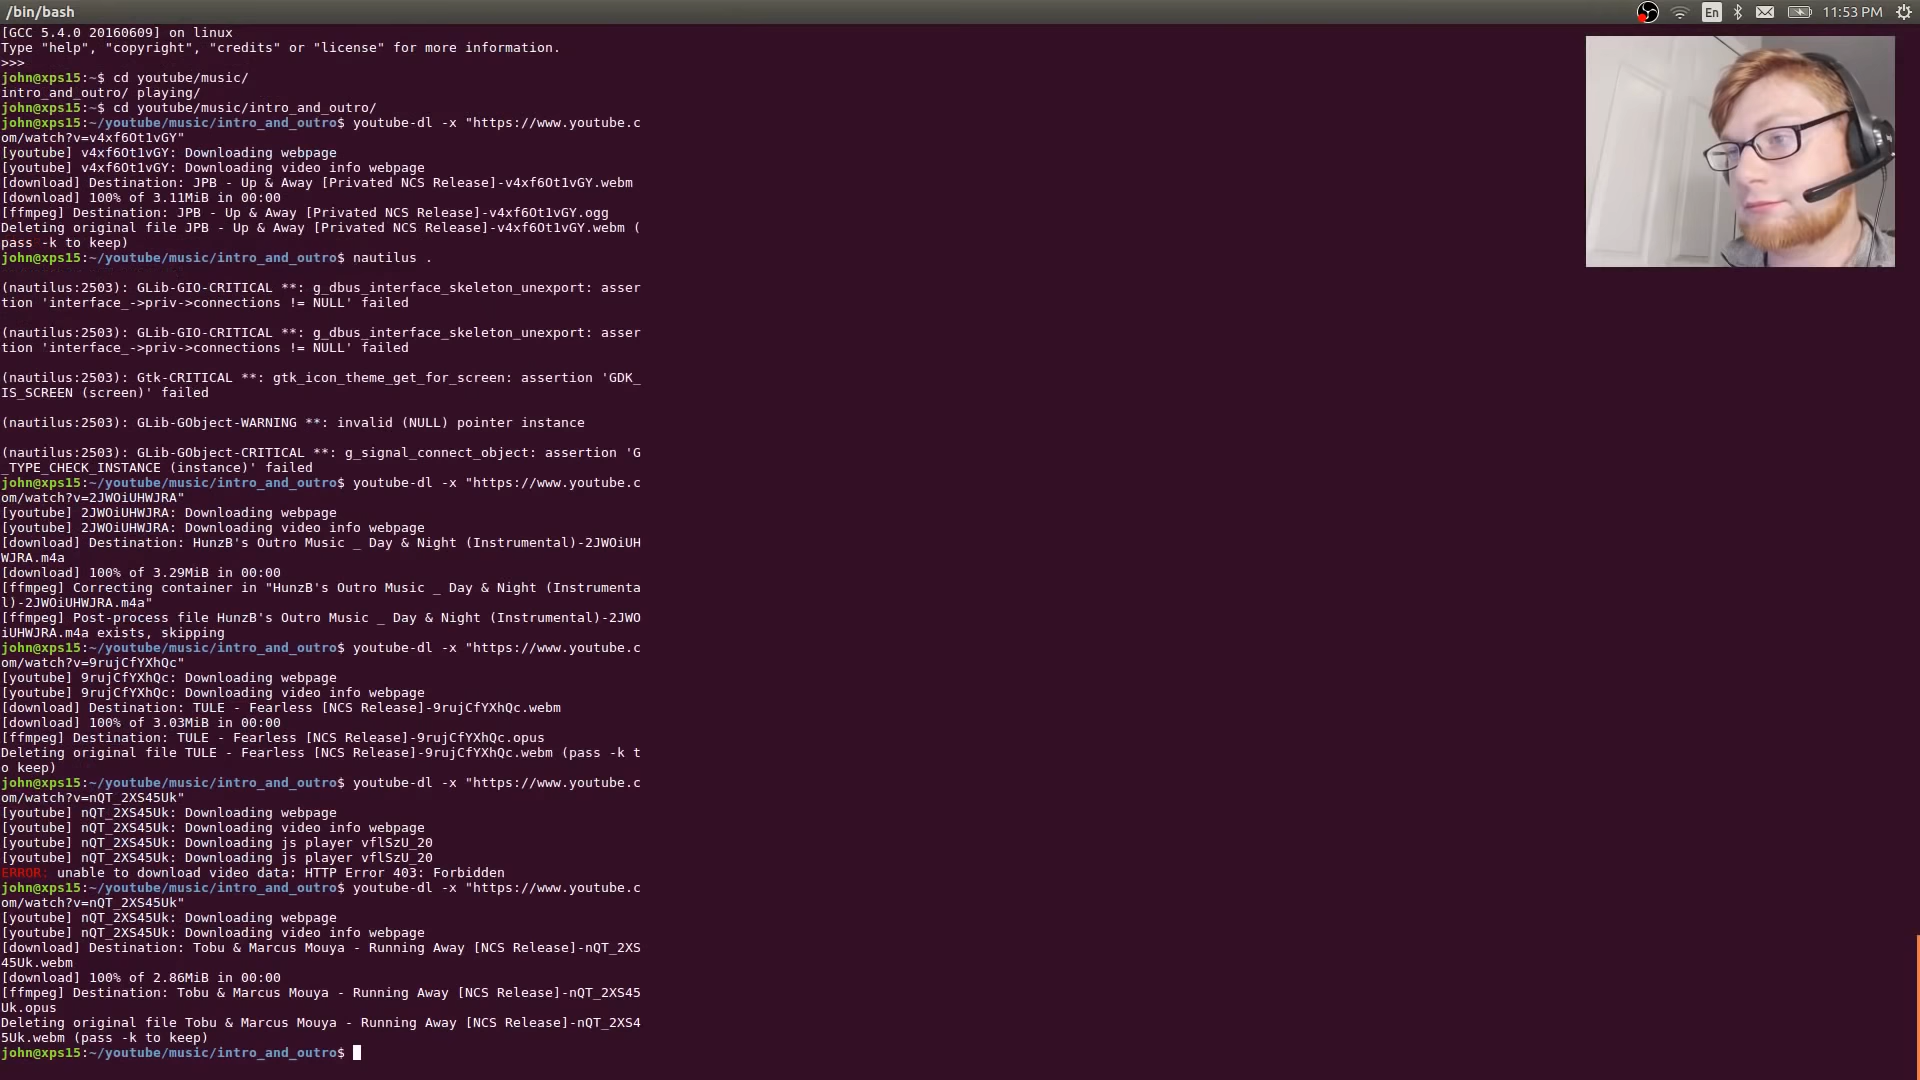 /bin/bash
En
11:53 PM
[GCC 5.4.0 20160609] on linux
Type "help", "copyright", "credits" or "license" for more information.
>>>
john@xps15:~$ cd youtube/music/
intro_and_outro/ playing/
john@xps15:~$ cd youtube/music/intro_and_outro/
john@xps15:~/youtube/music/intro_and_outro$ youtube-dl -x "https://www.youtube.c
om/watch?v=v4xf6Ot1vGY"
[youtube] v4xf6Ot1vGY: Downloading webpage
[youtube] v4xf6Ot1vGY: Downloading video info webpage
[download] Destination: JPB - Up & Away [Privated NCS Release]-v4xf6Ot1vGY.webm
[download] 100% of 3.11MiB in 00:00
[ffmpeg] Destination: JPB - Up & Away [Privated NCS Release]-v4xf6Ot1vGY.ogg
Deleting original file JPB - Up & Away [Privated NCS Release]-v4xf6Ot1vGY.webm (
pass -k to keep)
john@xps15:~/youtube/music/intro_and_outro$ nautilus .
(nautilus:2503): GLib-GIO-CRITICAL **: g_dbus_interface_skeleton_unexport: asser
tion 'interface_->priv->connections != NULL' failed
(nautilus:2503): GLib-GIO-CRITICAL **: g_dbus_interface_skeleton_unexport: asser
tion 'interface_->priv->connections != NULL' failed
(nautilus:2503): Gtk-CRITICAL **: gtk_icon_theme_get_for_screen: assertion 'GDK_
IS_SCREEN (screen)' failed
(nautilus:2503): GLib-GObject-WARNING **: invalid (NULL) pointer instance
(nautilus:2503): GLib-GObject-CRITICAL **: g_signal_connect_object: assertion 'G
_TYPE_CHECK_INSTANCE (instance)' failed
john@xps15:~/youtube/music/intro_and_outro$ youtube-dl -x "https://www.youtube.c
om/watch?v=2JWOiUHWJRA"
[youtube] 2JWOiUHWJRA: Downloading webpage
[youtube] 2JWOiUHWJRA: Downloading video info webpage
[download] Destination: HunzB's Outro Music _ Day & Night (Instrumental)-2JWOiUH
WJRA.m4a
[download] 100% of 3.29MiB in 00:00
[ffmpeg] Correcting container in "HunzB's Outro Music _ Day & Night (Instrumenta
l)-2JWOiUHWJRA.m4a"
[ffmpeg] Post-process file HunzB's Outro Music _ Day & Night (Instrumental)-2JWO
iUHWJRA.m4a exists, skipping
john@xps15:~/youtube/music/intro_and_outro$ youtube-dl -x "https://www.youtube.c
om/watch?v=9rujCfYXhQc"
[youtube] 9rujCfYXhQc: Downloading webpage
[youtube] 9rujCfYXhQc: Downloading video info webpage
[download] Destination: TULE - Fearless [NCS Release]-9rujCfYXhQc.webm
[download] 100% of 3.03MiB in 00:00
[ffmpeg] Destination: TULE - Fearless [NCS Release]-9rujCfYXhQc.opus
Deleting original file TULE - Fearless [NCS Release]-9rujCfYXhQc.webm (pass -k t
o keep)
john@xps15:~/youtube/music/intro_and_outro$ youtube-dl -x "https://www.youtube.c
om/watch?v=nQT_2XS45Uk"
[youtube] nQT_2XS45Uk: Downloading webpage
[youtube] nQT_2XS45Uk: Downloading video info webpage
[youtube] nQT_2XS45Uk: Downloading js player vflSzU_20
[youtube] nQT_2XS45Uk: Downloading js player vflSzU_20
ERROR: unable to download video data: HTTP Error 403: Forbidden
john@xps15:~/youtube/music/intro_and_outro$ youtube-dl -x "https://www.youtube.c
om/watch?v=nQT_2XS45Uk"
[youtube] nQT_2XS45Uk: Downloading webpage
[youtube] nQT_2XS45Uk: Downloading video info webpage
[download] Destination: Tobu & Marcus Mouya - Running Away [NCS Release]-nQT_2XS
45Uk.webm
[download] 100% of 2.86MiB in 00:00
[ffmpeg] Destination: Tobu & Marcus Mouya - Running Away [NCS Release]-nQT_2XS45
Uk.opus
Deleting original file Tobu & Marcus Mouya - Running Away [NCS Release]-nQT_2XS4
5Uk.webm (pass -k to keep)
john@xps15:~/youtube/music/intro_and_outro$